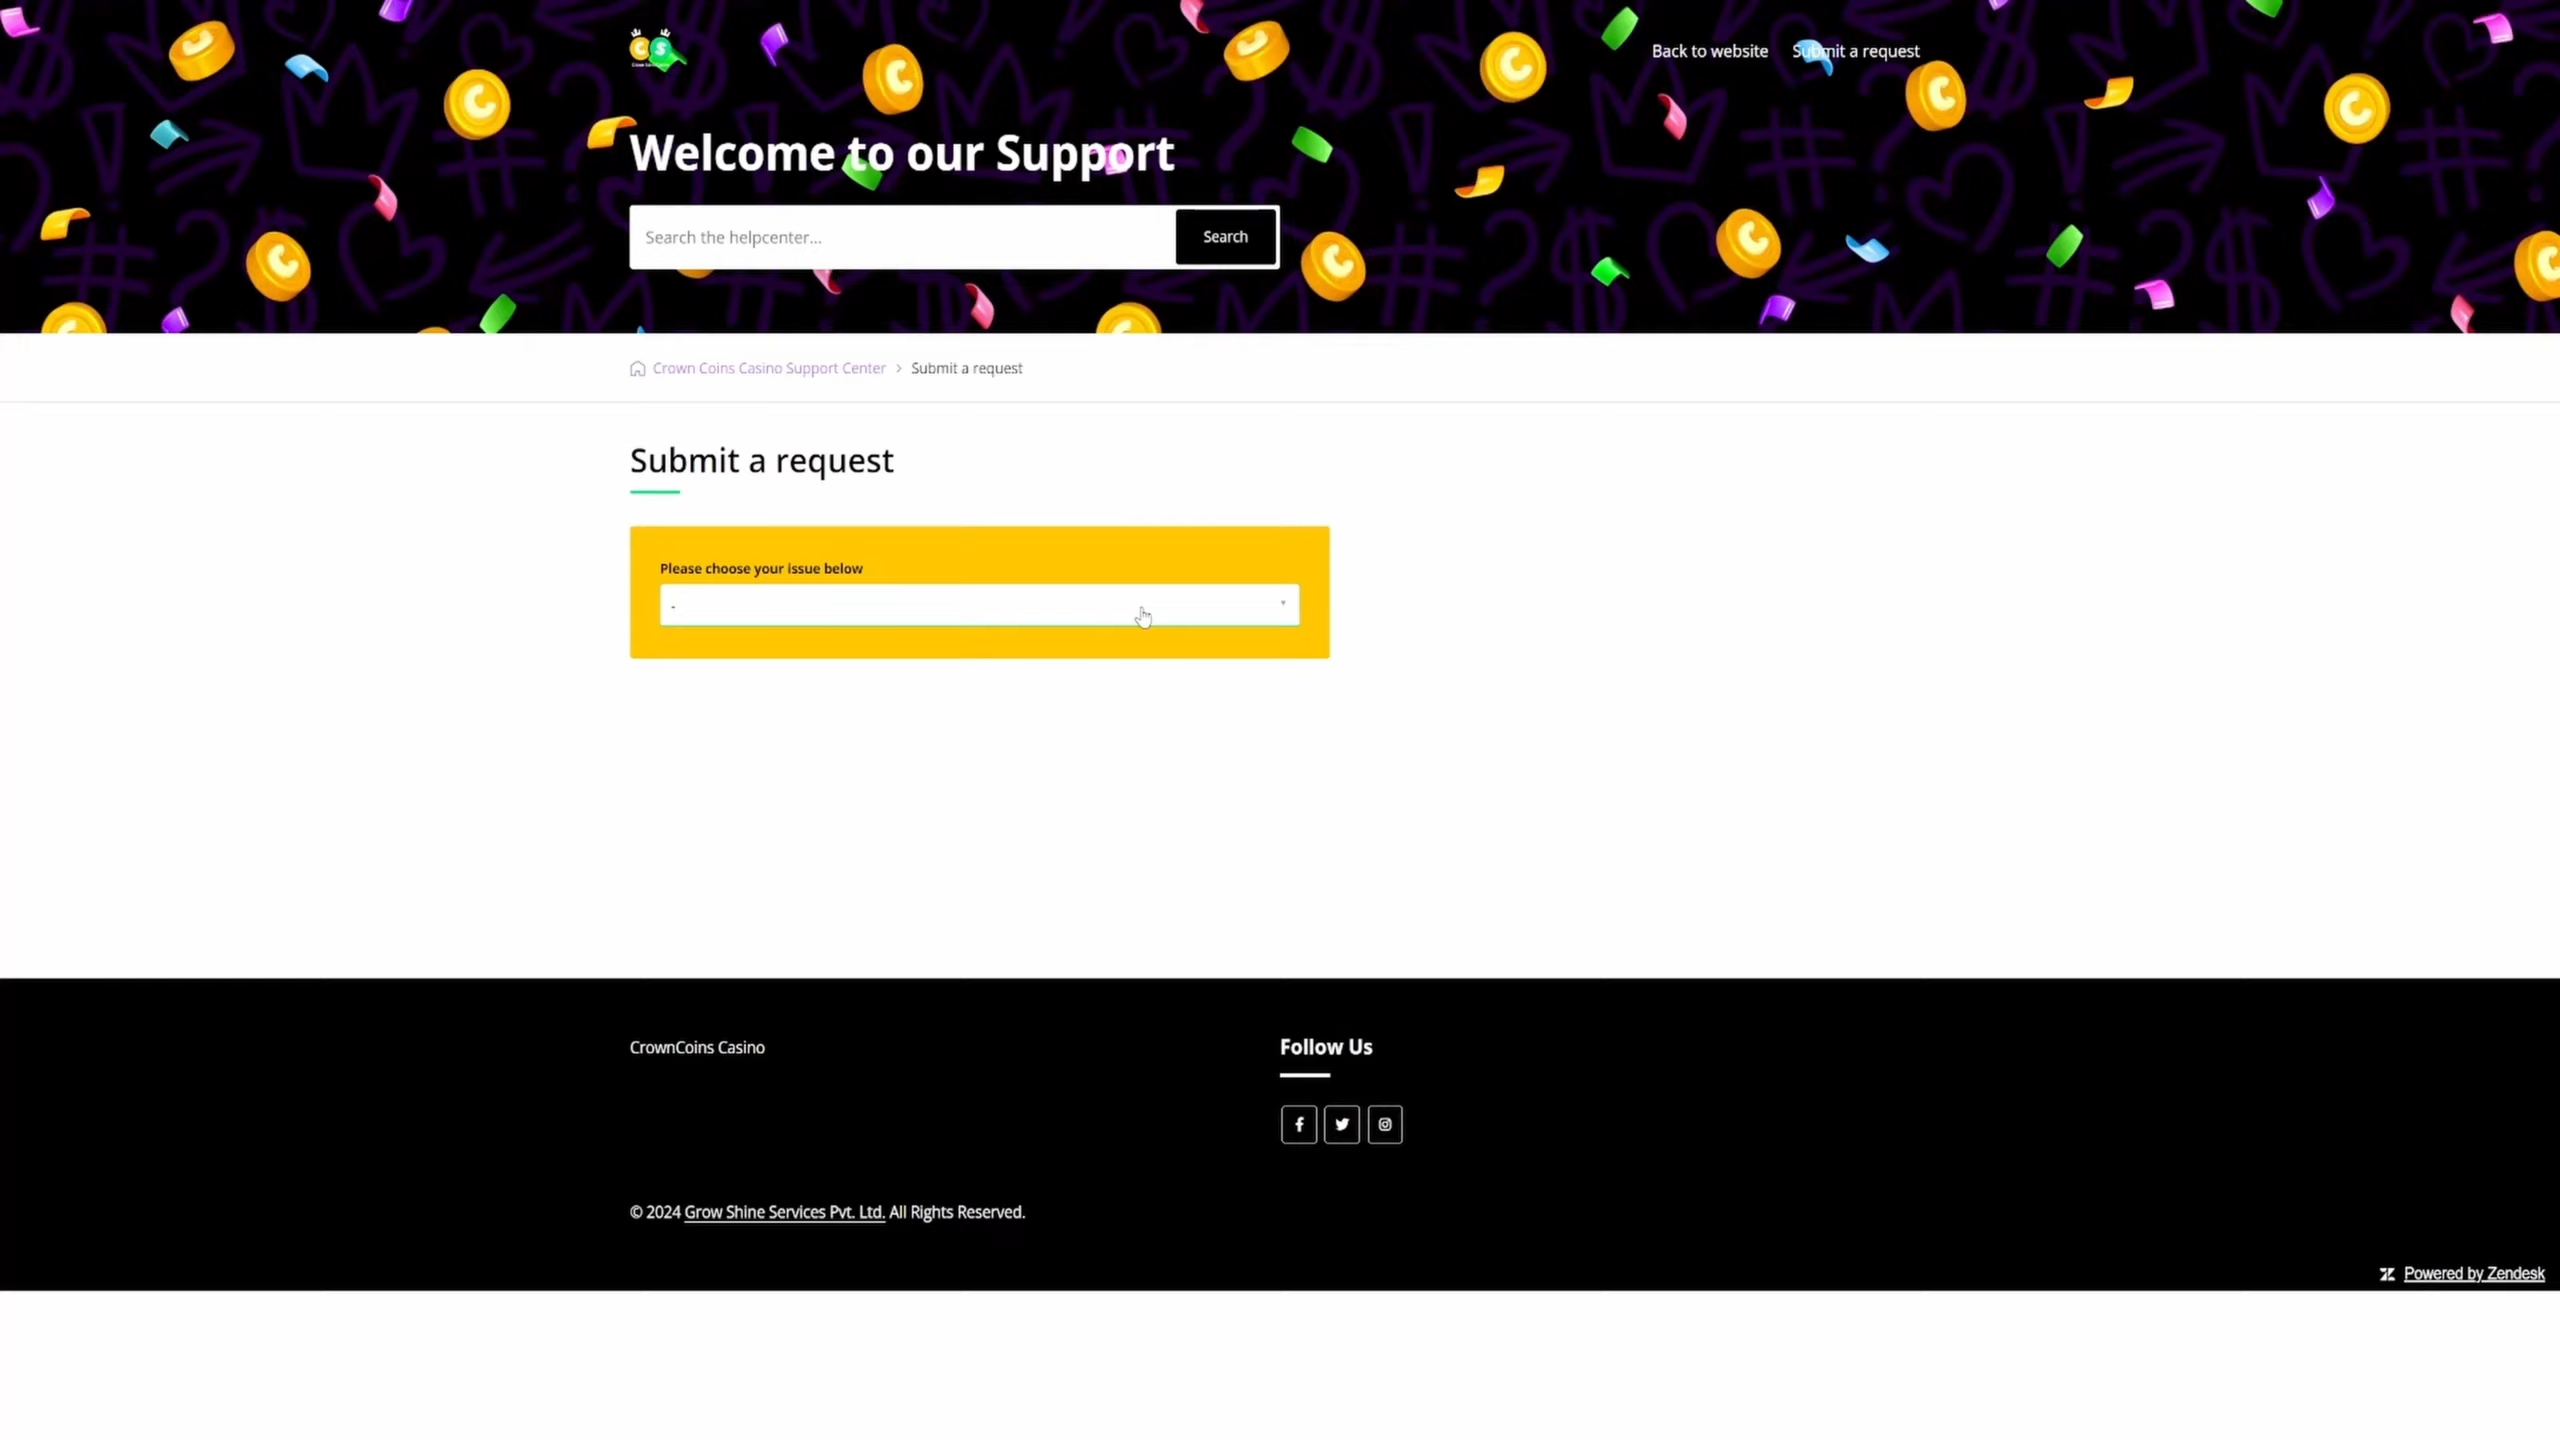 Back to website Submit a request
Welcome to our Support
Search the helpcenter...
Search
Crown Coins Casino Support Center > Submit a request
Submit a request
Please choose your issue below
-
CrownCoins Casino
Follow Us
© 2024 Grow Shine Services Pvt. Ltd. All Rights Reserved.
Powered by Zendesk